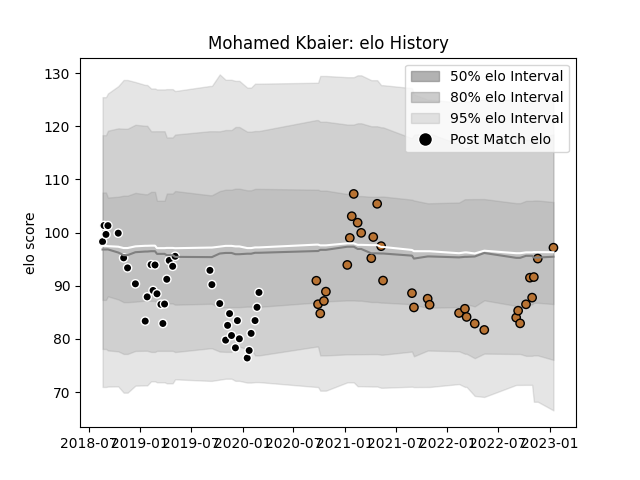 Mohamed Kbaier: elo History
130
120
110
100
90
80
70
elo score
50% elo Interval
80% elo Interval
95% elo Interval
Post Match elo
2018-07 2019-01 2019-07 2020-01 2020-07 2021-01 2021-07 2022-01 2022-07 2023-01